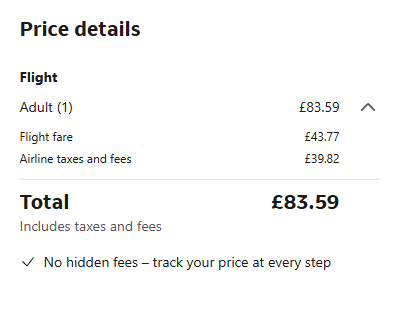 Price details
Flight
Adult (1) £83.59
Flight fare £43.77
Airline taxes and fees £39.82
Total £83.59
Includes taxes and fees
No hidden fees – track your price at every step